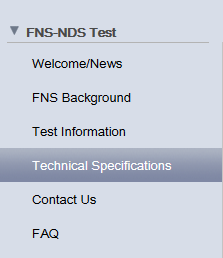 FNS-NDS Test
Welcome/News
FNS Background
Test Information
Technical Specifications
Contact Us
FAQ